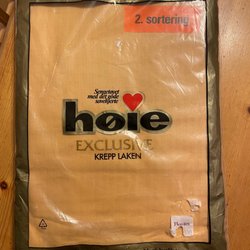 2. sortering
Sengetøyet
med det gode
sovehjerte
høie
EXCLUSIVE
KREPP LAKEN